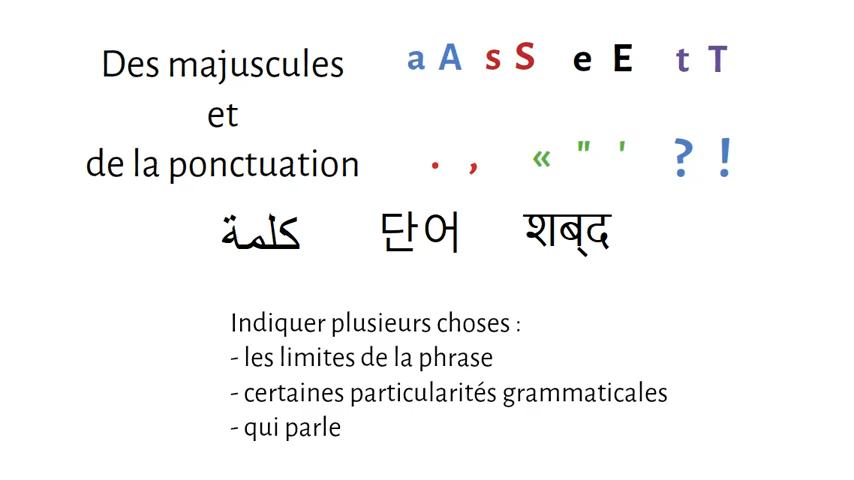 Des majuscules a A s S e E t T
et
de la ponctuation . , « " ' ? !
كلمة 단어 शब्द
Indiquer plusieurs choses :
- les limites de la phrase
- certaines particularités grammaticales
- qui parle